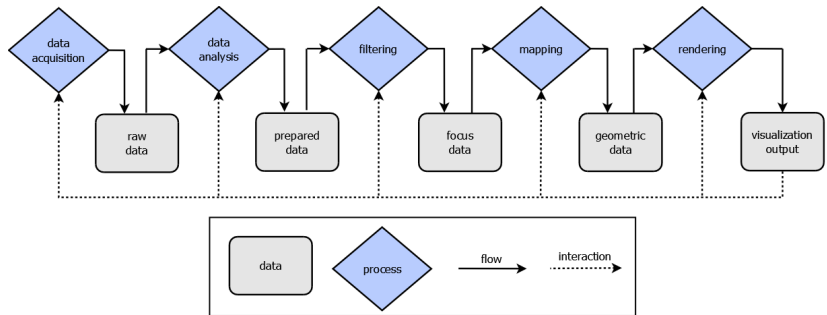 data
acquisition
data
analysis
filtering
mapping
rendering
raw
data
prepared
data
focus
data
geometric
data
visualization
output
data
process
flow
interaction